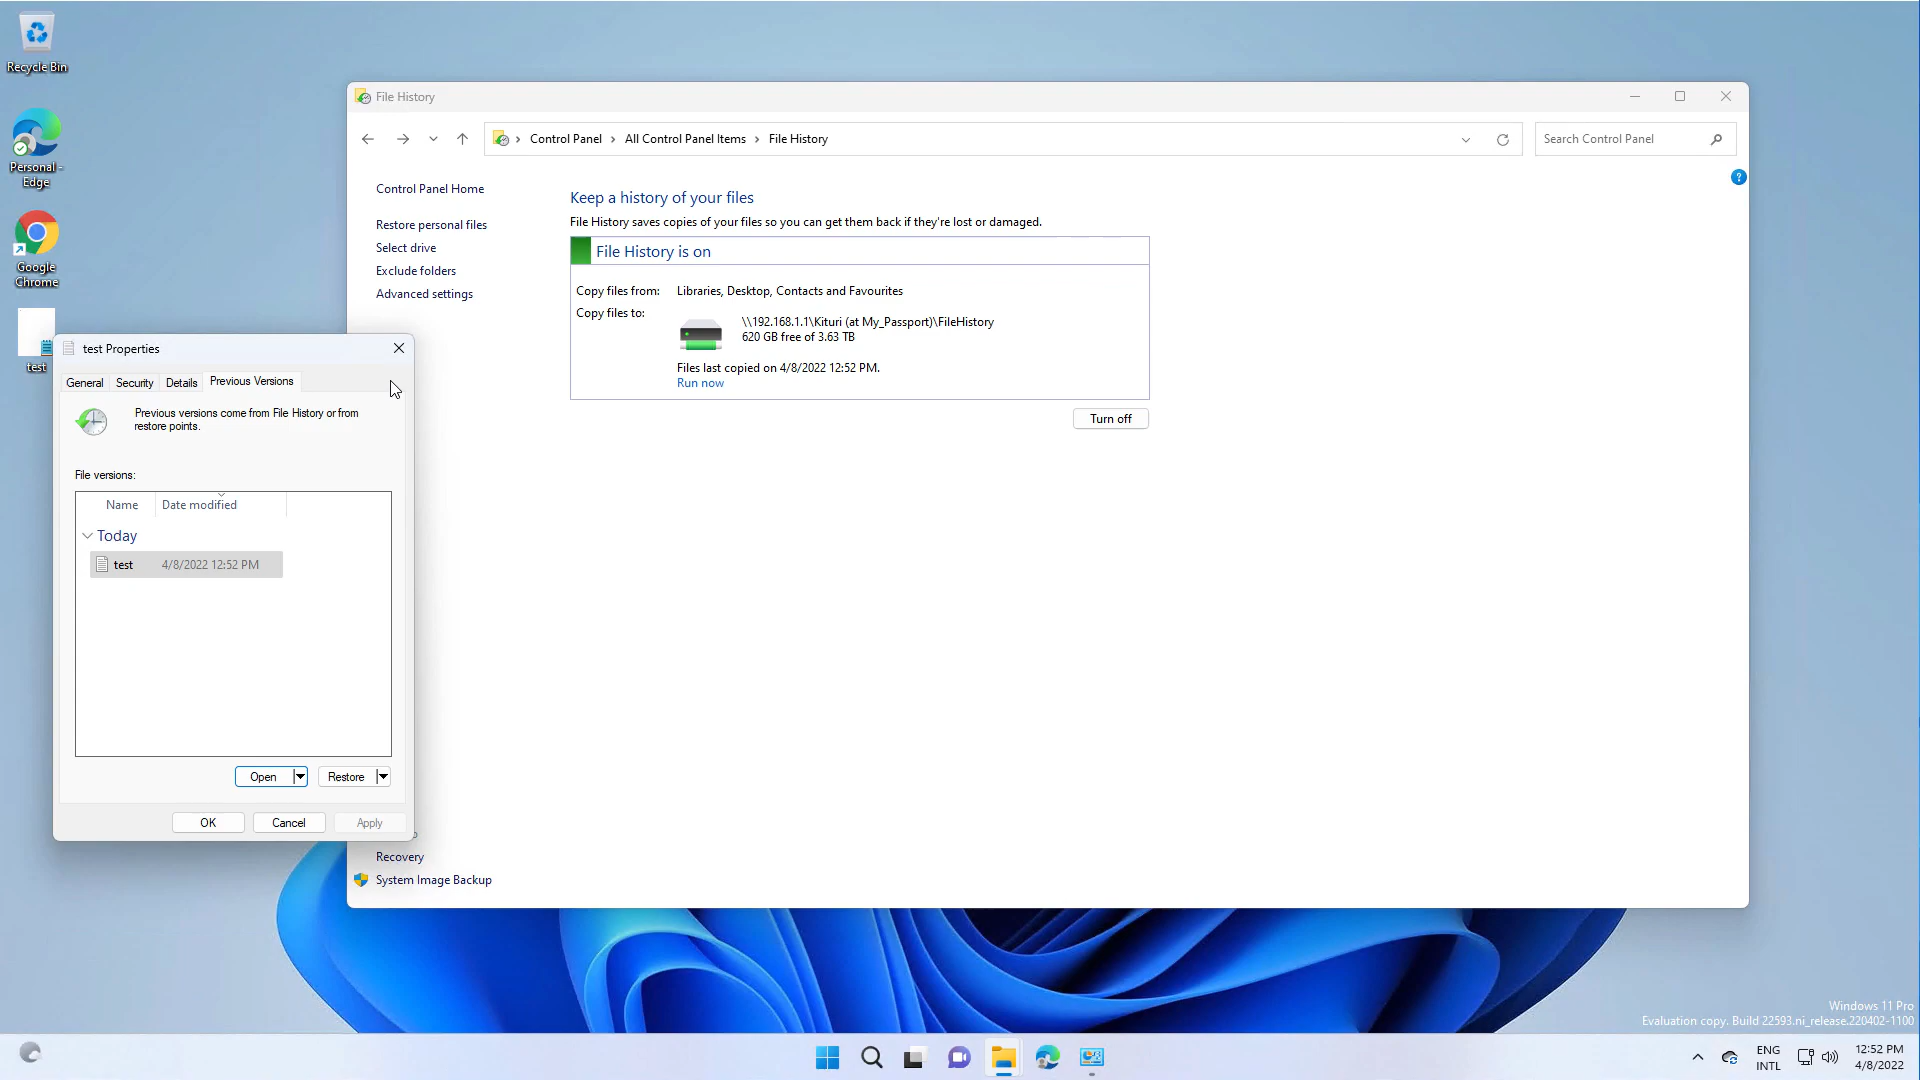 Recycle Bin
Personal -
Edge
Google
Chrome
test
File History
Control Panel
All Control Panel Items
File History
Search Control Panel
?
Control Panel Home
Restore personal files
Select drive
Exclude folders
Advanced settings
Keep a history of your files
File History saves copies of your files so you can get them back if they're lost or damaged.
File History is on
Copy files from: Libraries, Desktop, Contacts and Favourites
Copy files to:
\\192.168.1.1\Kituri (at My_Passport)\FileHistory
620 GB free of 3.63 TB
Files last copied on 4/8/2022 12:52 PM.
Run now
Turn off
test Properties
General Security Details Previous Versions
Previous versions come from File History or from
restore points.
File versions:
Name Date modified
Today
test 4/8/2022 12:52 PM
Open Restore
OK Cancel Apply
Recovery
System Image Backup
Windows 11 Pro
Evaluation copy. Build 22593.ni_release.220402-1100
ENG
INTL
12:52 PM
4/8/2022